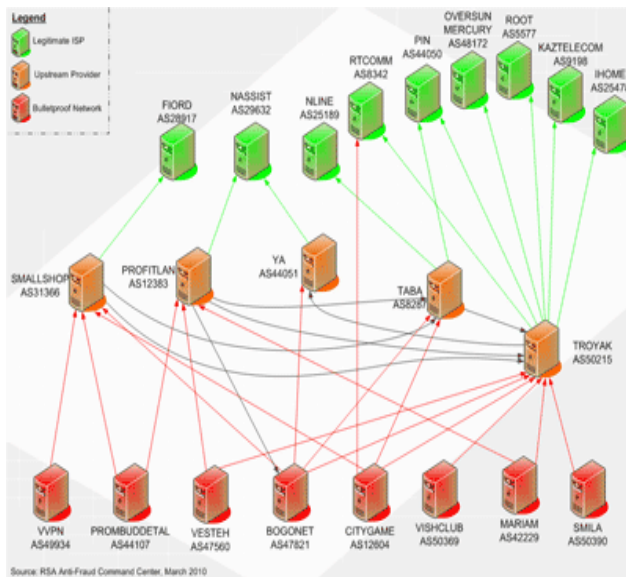 Legend
Legitimate ISP
Upstream Provider
Bulletproof Network
FIORD
AS28917
NASSIST
AS29632
NLINE
AS25189
RTCOMM
AS8342
PIN
AS44050
OVERSUN
MERCURY
AS48172
ROOT
AS5577
KAZTELECOM
AS9198
IHOME
AS25478
SMALLSHOP
AS31366
PROFITLAN
AS12383
YA
AS44051
TABA
AS8287
TROYAK
AS50215
VVPN
AS49934
PROMBUDDETAL
AS44107
VESTEH
AS47560
BOGONET
AS47821
CITYGAME
AS12604
VISHCLUB
AS50369
MARIAM
AS42229
SMILA
AS50390
Source: RSA Anti-Fraud Command Center, March 2010